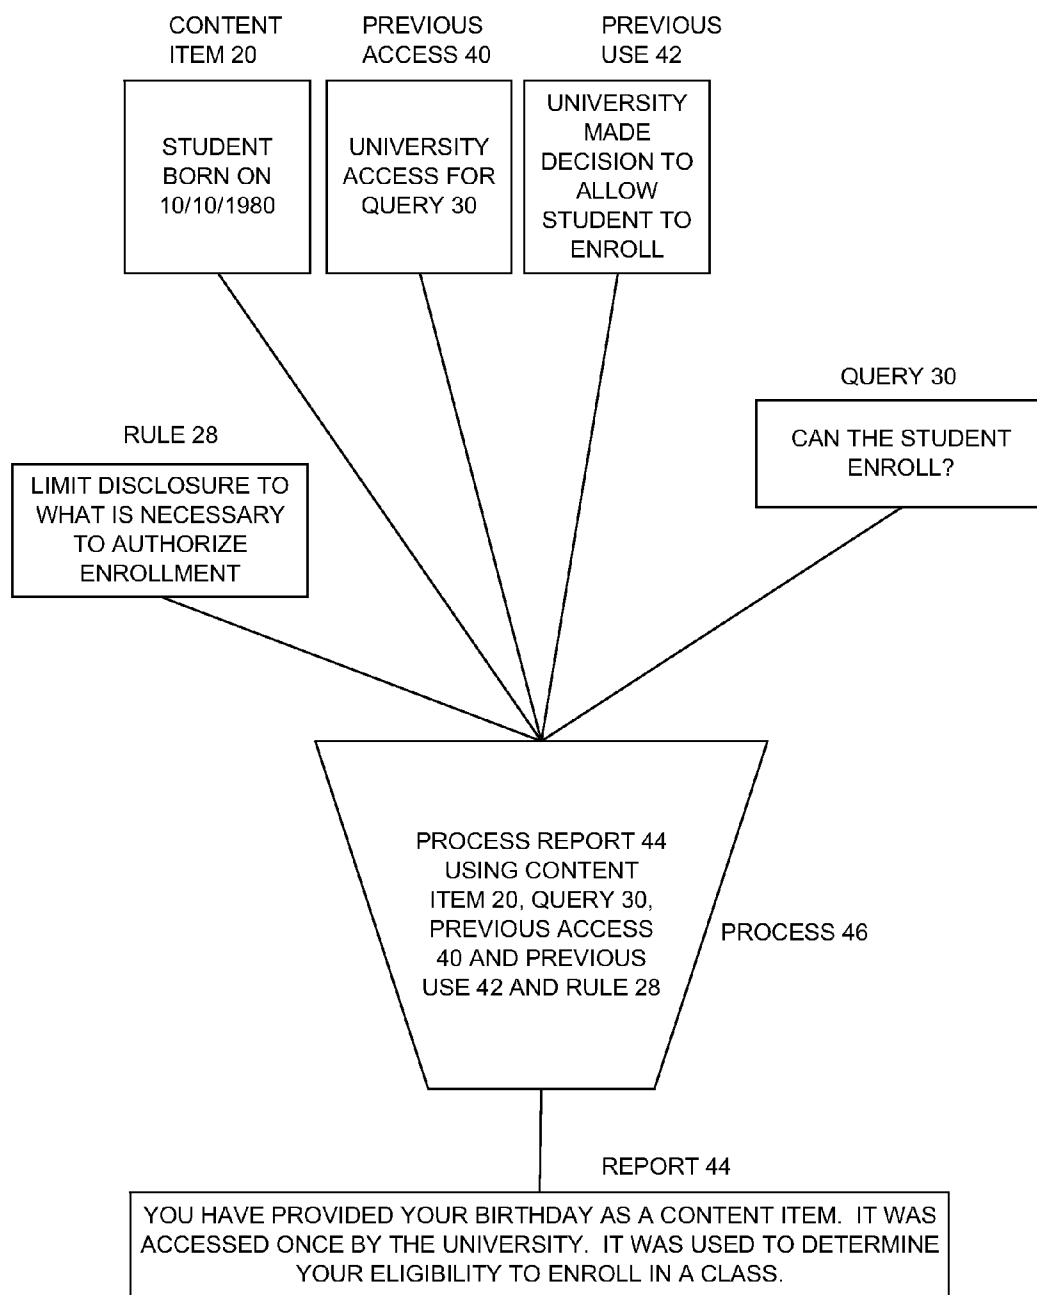 CONTENT
ITEM 20
PREVIOUS
ACCESS 40
PREVIOUS
USE 42
STUDENT
BORN ON
10/10/1980
UNIVERSITY
ACCESS FOR
QUERY 30
UNIVERSITY
MADE
DECISION TO
ALLOW
STUDENT TO
ENROLL
QUERY 30
CAN THE STUDENT
ENROLL?
RULE 28
LIMIT DISCLOSURE TO
WHAT IS NECESSARY
TO AUTHORIZE
ENROLLMENT
PROCESS REPORT 44
USING CONTENT
ITEM 20, QUERY 30,
PREVIOUS ACCESS
40 AND PREVIOUS
USE 42 AND RULE 28
PROCESS 46
REPORT 44
YOU HAVE PROVIDED YOUR BIRTHDAY AS A CONTENT ITEM.  IT WAS
ACCESSED ONCE BY THE UNIVERSITY.  IT WAS USED TO DETERMINE
YOUR ELIGIBILITY TO ENROLL IN A CLASS.